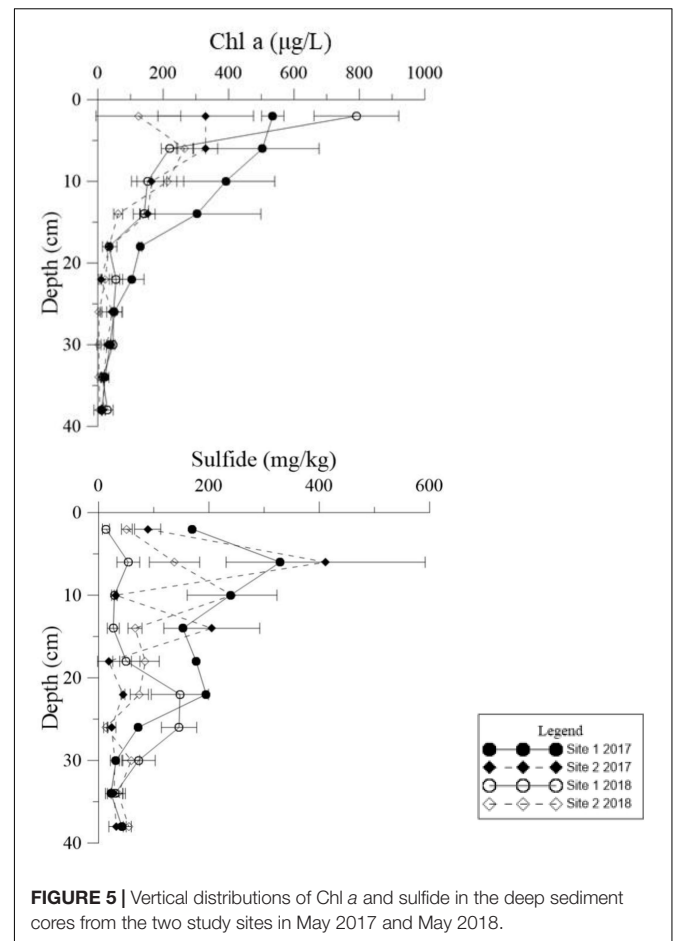 Chl a (µg/L)
0 200 400 600 800 1000
0
10
20
30
40
Depth (cm)
Sulfide (mg/kg)
0 200 400 600
0
10
20
30
40
Depth (cm)
Legend
Site 1 2017
Site 2 2017
Site 1 2018
Site 2 2018
FIGURE 5 | Vertical distributions of Chl a and sulfide in the deep sediment
cores from the two study sites in May 2017 and May 2018.